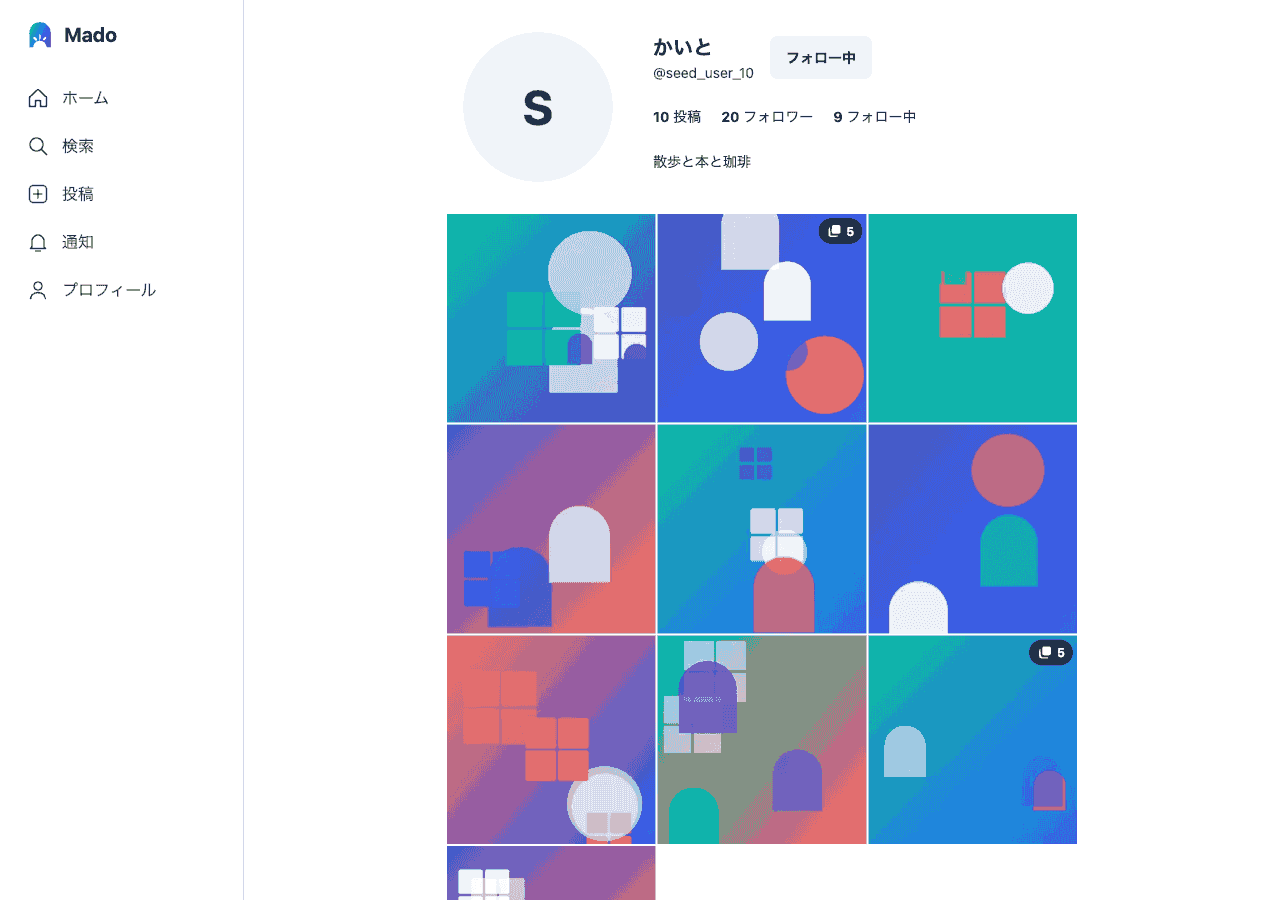 Mado
ホーム
検索
投稿
通知
プロフィール
S
かいと
@seed_user_10
フォロー中
10 投稿 20 フォロワー 9 フォロー中
散歩と本と珈琲
5
5